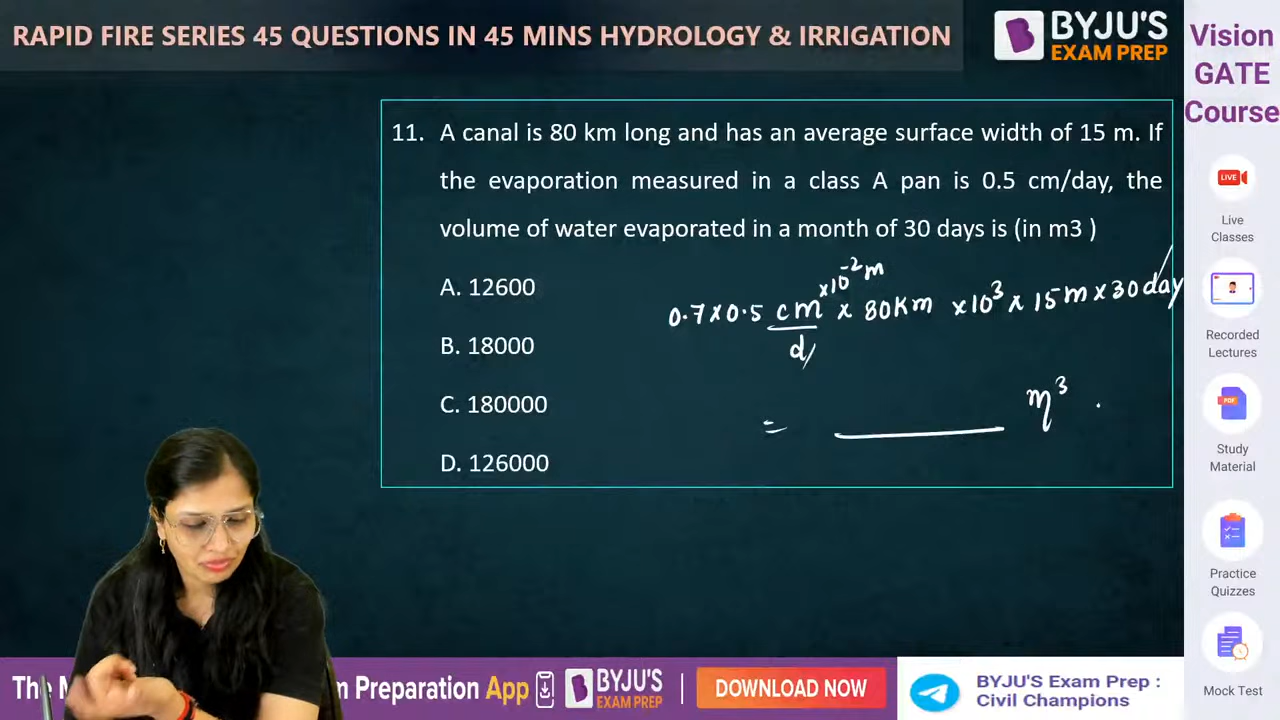 RAPID FIRE SERIES 45 QUESTIONS IN 45 MINS HYDROLOGY & IRRIGATION
BYJU'S
EXAM PREP
Vision
GATE
Course
11. A canal is 80 km long and has an average surface width of 15 m. If
the evaporation measured in a class A pan is 0.5 cm/day, the
volume of water evaporated in a month of 30 days is (in m3 )
A. 12600
B. 18000
C. 180000
D. 126000
×10⁻² m
0.7×0.5 cm × 80Km ×10³ × 15m × 30day
d
= m³
LIVE
Live
Classes
Recorded
Lectures
PDF
Study
Material
Practice
Quizzes
Mock Test
The M m Preparation App
BYJU'S
EXAM PREP
DOWNLOAD NOW
BYJU'S Exam Prep :
Civil Champions